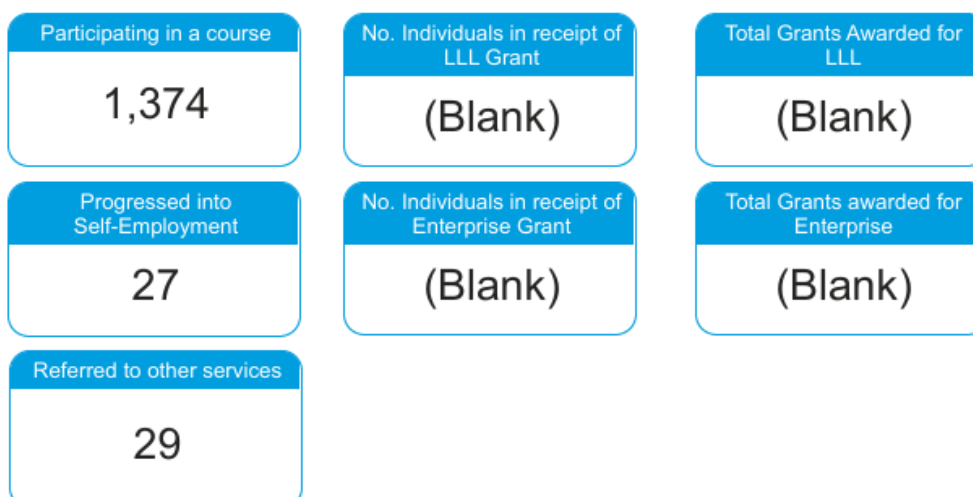 Participating in a course
1,374
No. Individuals in receipt of
LLL Grant
(Blank)
Total Grants Awarded for
LLL
(Blank)
Progressed into
Self-Employment
27
No. Individuals in receipt of
Enterprise Grant
(Blank)
Total Grants awarded for
Enterprise
(Blank)
Referred to other services
29